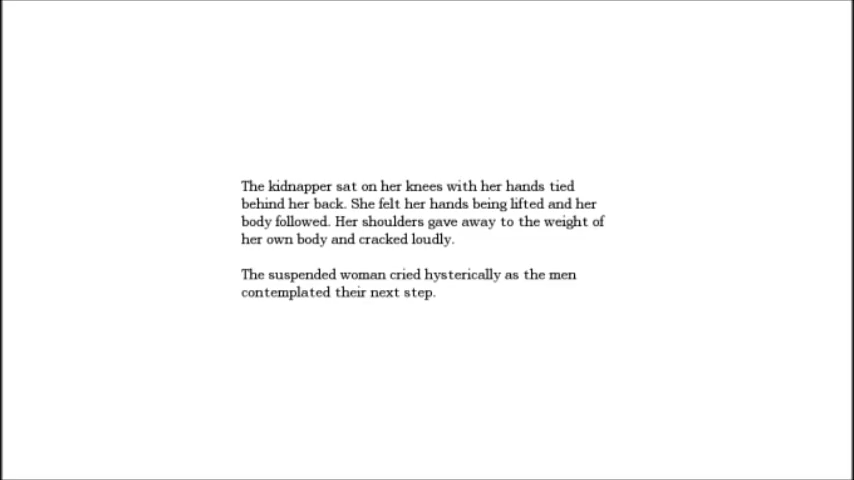 The kidnapper sat on her knees with her hands tied
behind her back. She felt her hands being lifted and her
body followed. Her shoulders gave away to the weight of
her own body and cracked loudly.
The suspended woman cried hysterically as the men
contemplated their next step.